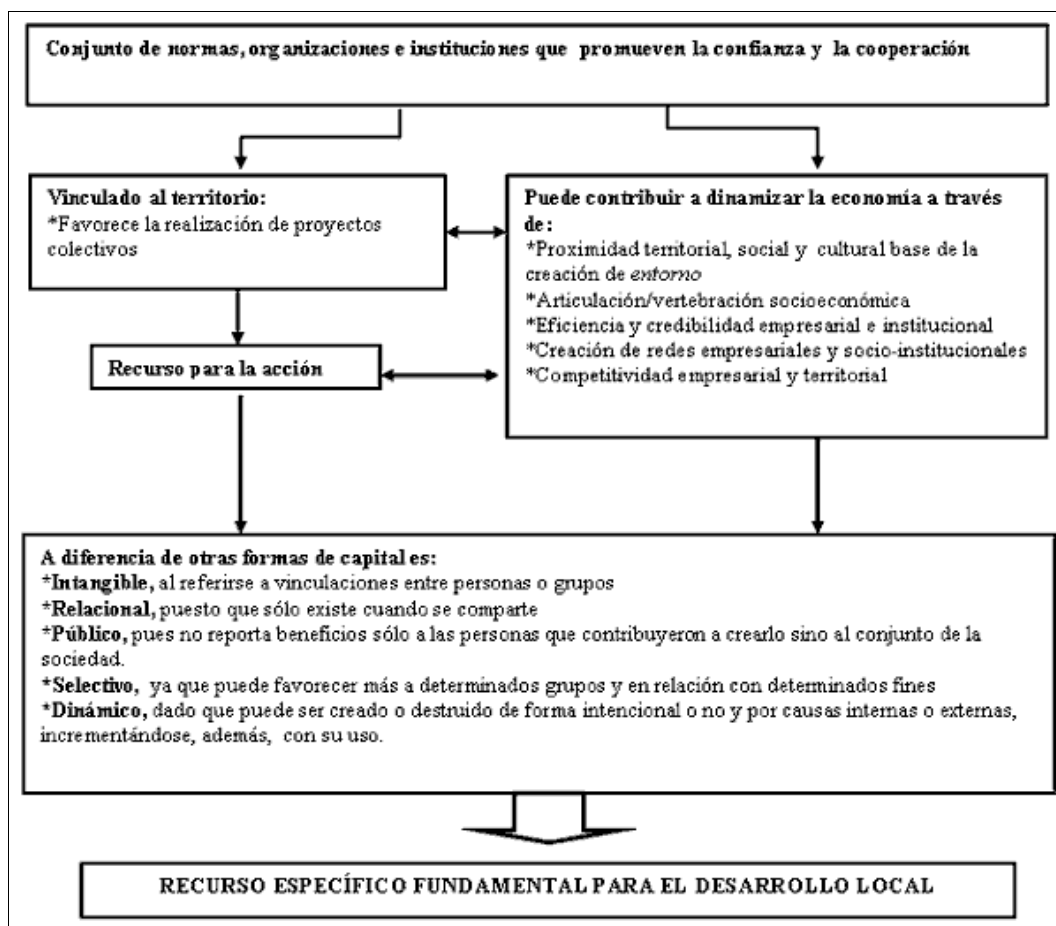 Conjunto de normas, organizaciones e instituciones que promueven la confianza y la cooperación
Vinculado al territorio:
*Favorece la realización de proyectos
colectivos
Recurso para la acción
Puede contribuir a dinamizar la economía a través
de:
*Proximidad territorial, social y cultural base de la
creación de entorno
*Articulación/vertebración socioeconómica
*Eficiencia y credibilidad empresarial e institucional
*Creación de redes empresariales y socio-institucionales
*Competitividad empresarial y territorial
A diferencia de otras formas de capital es:
*Intangible, al referirse a vinculaciones entre personas o grupos
*Relacional, puesto que sólo existe cuando se comparte
*Público, pues no reporta beneficios sólo a las personas que contribuyeron a crearlo sino al conjunto de la
sociedad.
*Selectivo, ya que puede favorecer más a determinados grupos y en relación con determinados fines
*Dinámico, dado que puede ser creado o destruido de forma intencional o no y por causas internas o externas,
incrementándose, además, con su uso.
RECURSO ESPECÍFICO FUNDAMENTAL PARA EL DESARROLLO LOCAL